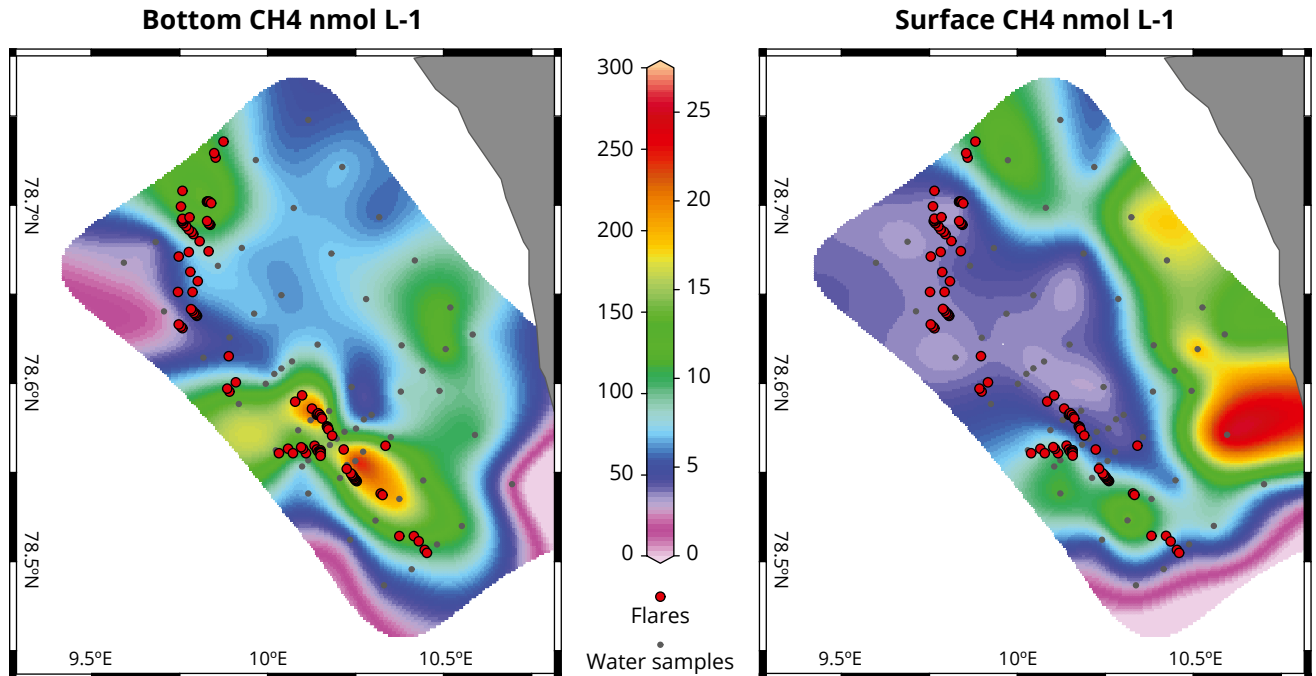 Bottom CH4 nmol L-1
Surface CH4 nmol L-1
300
250
200
150
100
50
0
25
20
15
10
5
0
Flares
Water samples
78.7ºN
78.6ºN
78.5ºN
9.5ºE
10ºE
10.5ºE
78.7ºN
78.6ºN
78.5ºN
9.5ºE
10ºE
10.5ºE